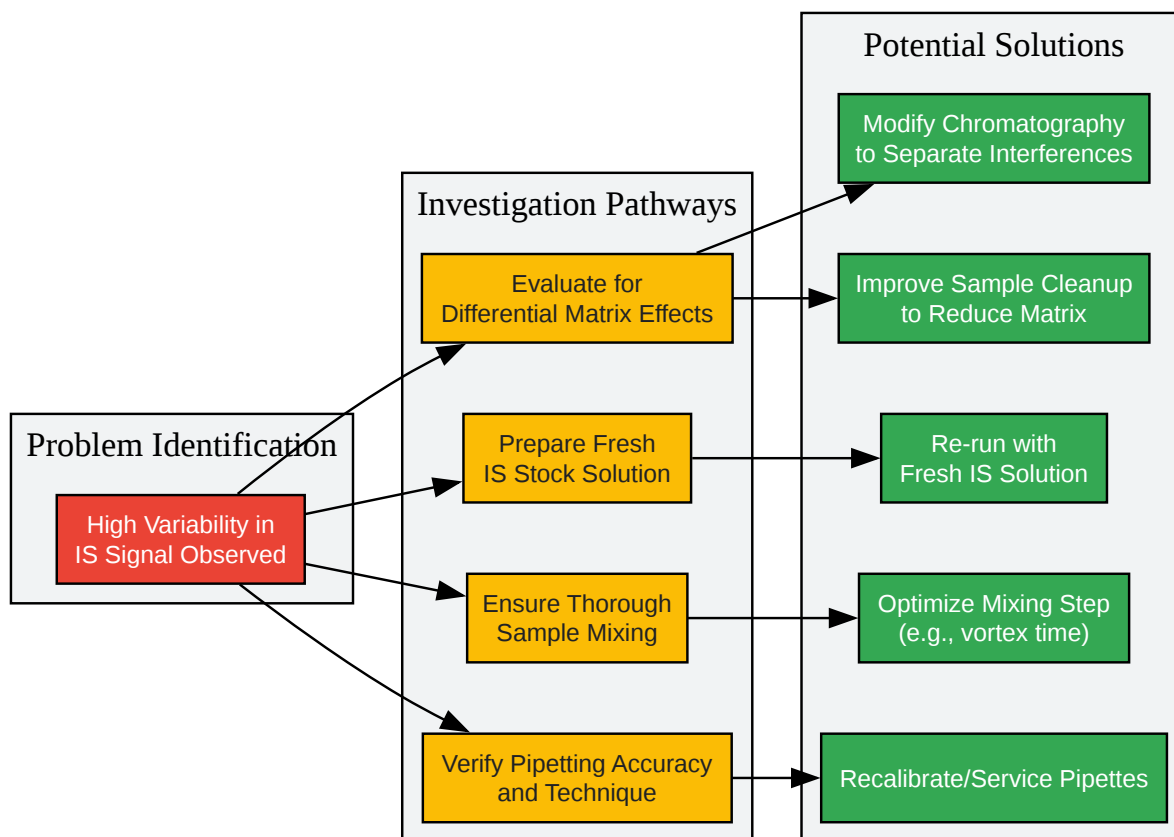 Problem Identification
High Variability in
IS Signal Observed
Investigation Pathways
Evaluate for
Differential Matrix Effects
Prepare Fresh
IS Stock Solution
Ensure Thorough
Sample Mixing
Verify Pipetting Accuracy
and Technique
Potential Solutions
Modify Chromatography
to Separate Interferences
Improve Sample Cleanup
to Reduce Matrix
Re-run with
Fresh IS Solution
Optimize Mixing Step
(e.g., vortex time)
Recalibrate/Service Pipettes